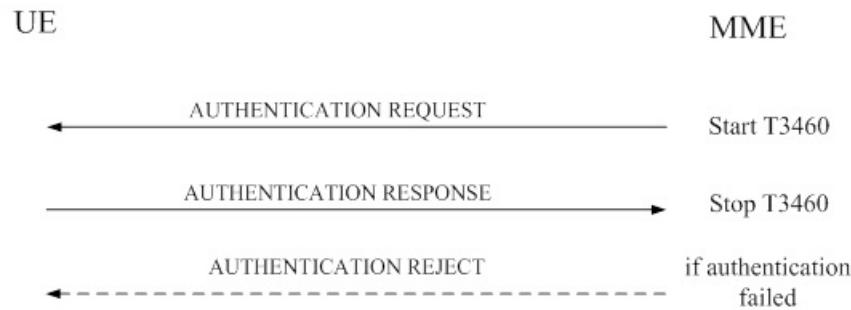 UE
MME
AUTHENTICATION REQUEST
Start T3460
AUTHENTICATION RESPONSE
Stop T3460
AUTHENTICATION REJECT
if authentication
failed